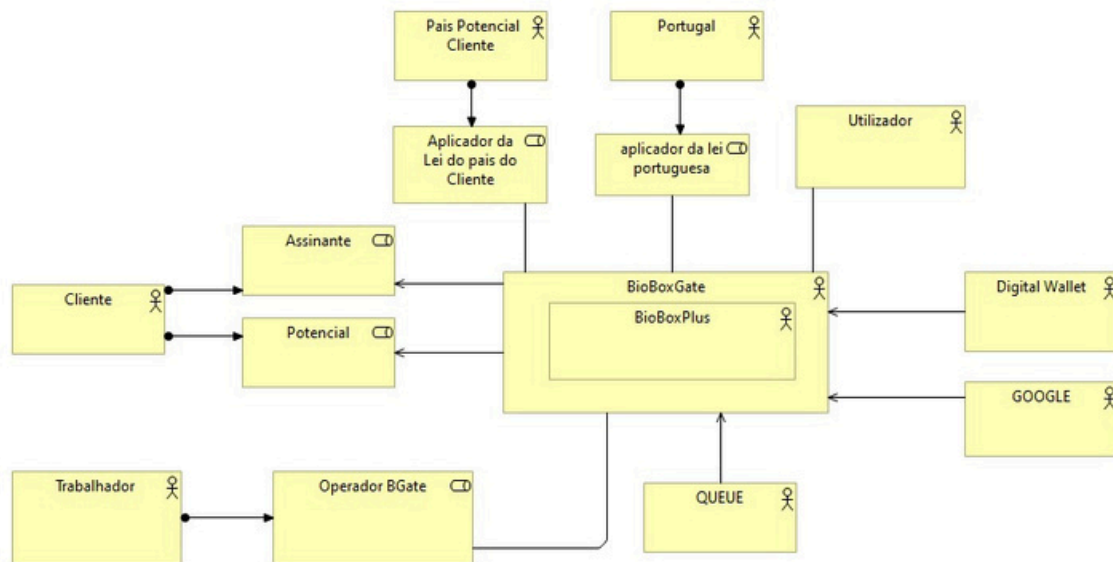 Pais Potencial
Cliente
Portugal
Utilizador
Aplicador da
Lei do pais do
Cliente
aplicador da lei
portuguesa
Assinante
Cliente
Potencial
BioBoxGate
BioBoxPlus
Digital Wallet
GOOGLE
Trabalhador
Operador BGate
QUEUE